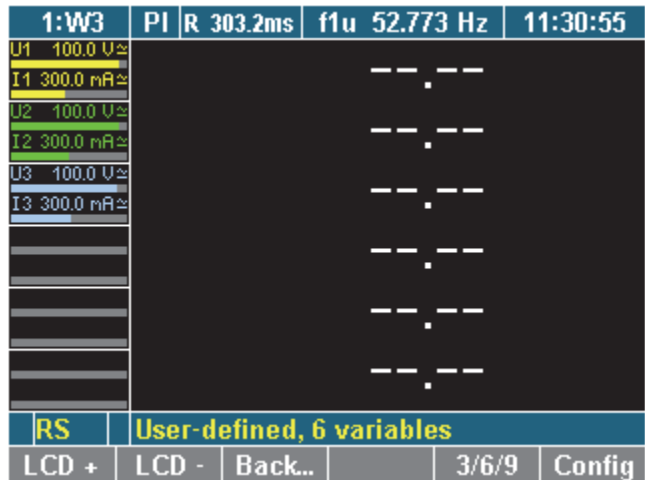 1:W3 PI R 303.2ms f1u 52.773 Hz 11:30:55
U1 100.0 V≃
I1 300.0 mA≃
U2 100.0 V≃
I2 300.0 mA≃
U3 100.0 V≃
I3 300.0 mA≃
--.--
--.--
--.--
--.--
--.--
--.--
RS User-defined, 6 variables
LCD + LCD - Back... 3/6/9 Config